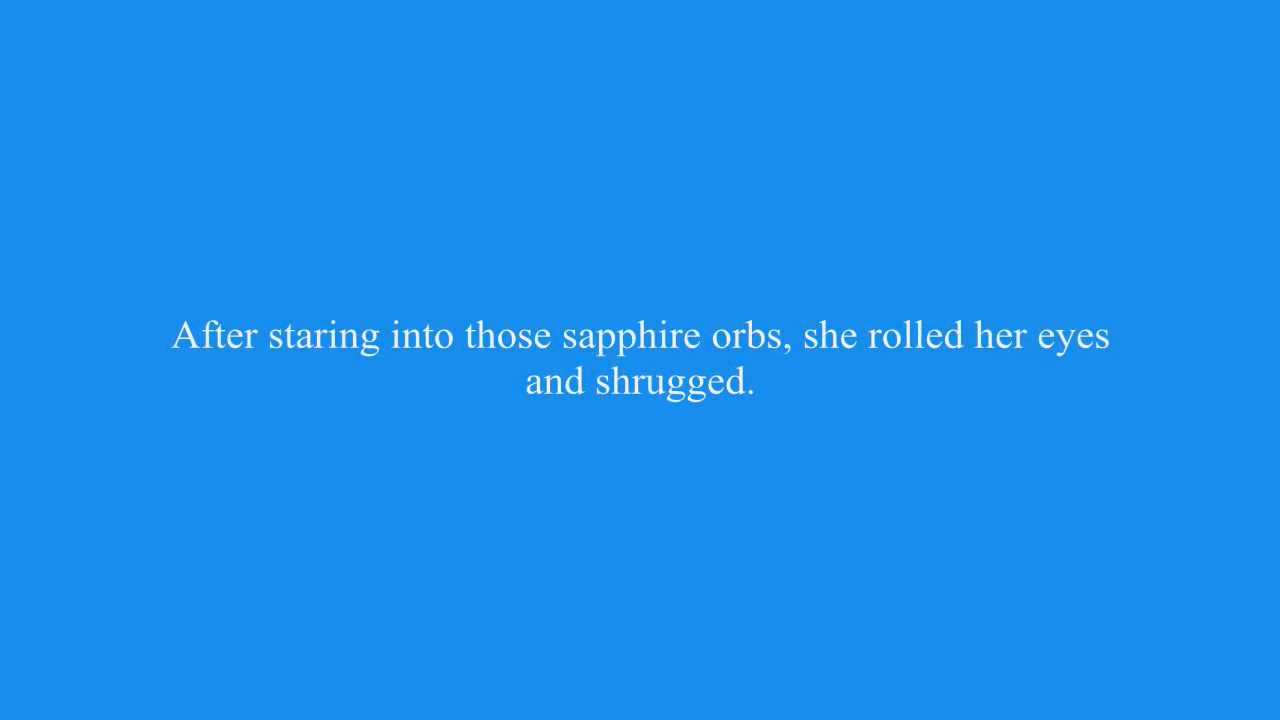 After staring into those sapphire orbs, she rolled her eyes
and shrugged.